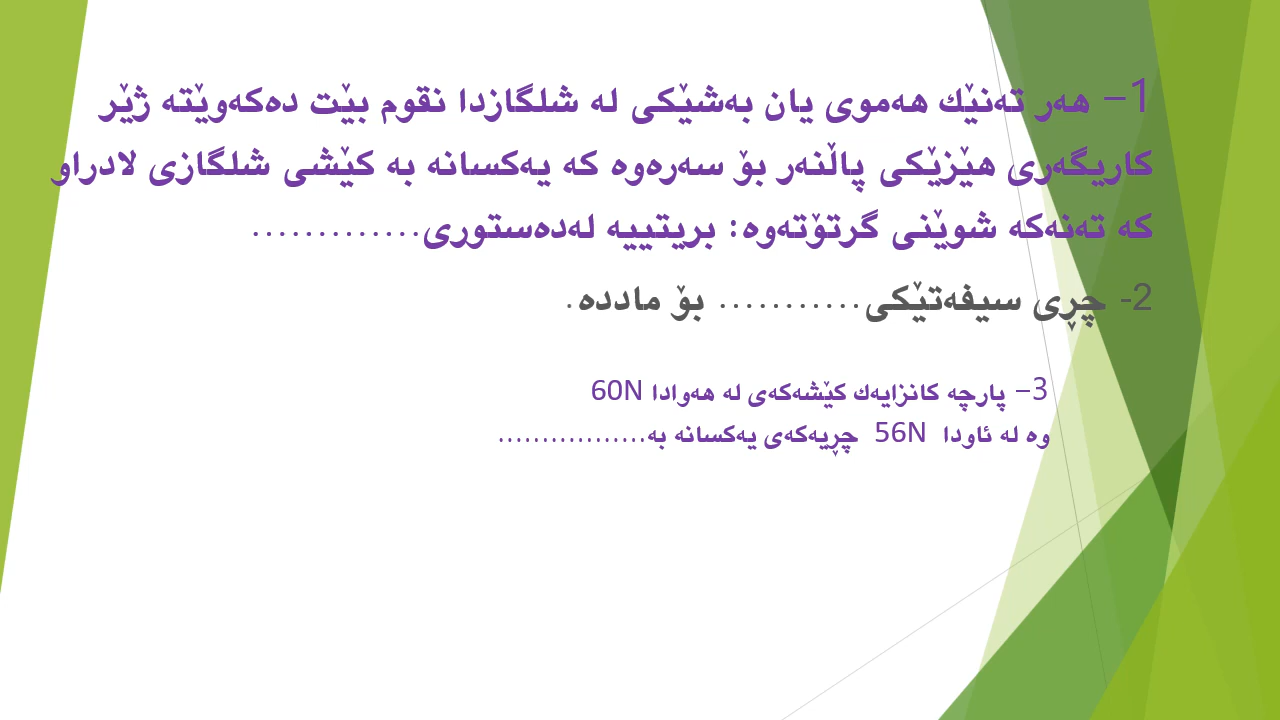 1– هەر تەنێك هەموی یان بەشێکی لە شلگازدا نقوم بێت دەکەوێتە ژێر
کاریگەری هێزێکی پاڵنەر بۆ سەرەوە کە یەکسانە بە کێشی شلگازی لادراو
کە تەنەکە شوێنی گرتۆتەوە: بریتییە لەدەستوری.............
2- چڕی سیفەتێکی........... بۆ ماددە.
3– پارچە کانزایەك کێشەکەی لە هەوادا 60N
وە لە ئاودا 56N چڕیەکەی یەکسانە بە.................